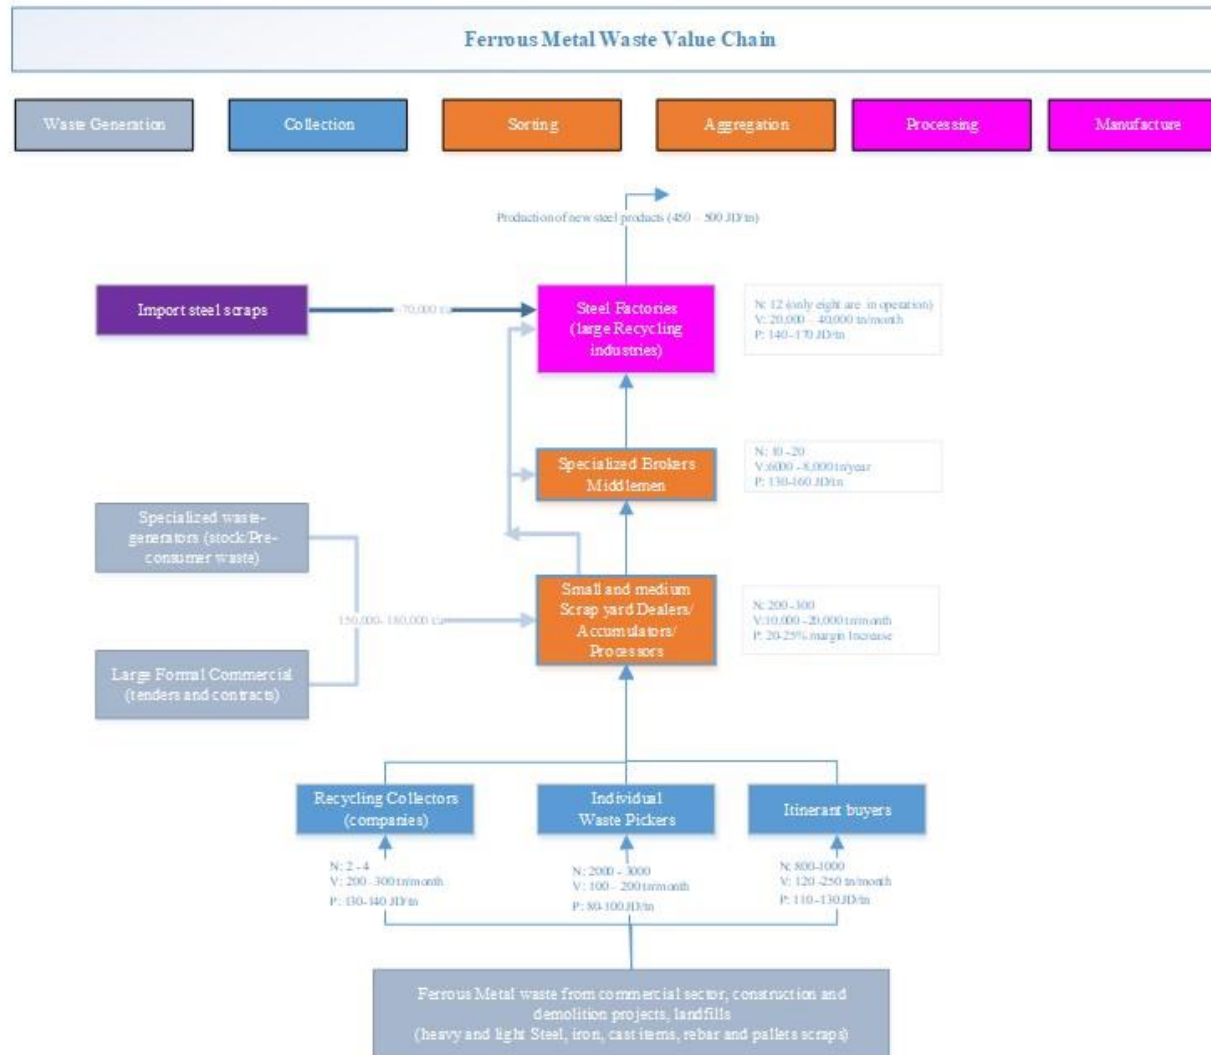 Ferrous Metal Waste Value Chain
Waste Generation
Collection
Sorting
Aggregation
Processing
Manufacture
Production of new steel products (450 – 500 JD/tn)
Import steel scraps
~70,000 tn
Steel Factories
(large Recycling
industries)
N: 12 (only eight are in operation)
V: 20,000 – 40,000 tn/month
P: 140-170 JD/tn
Specialized Brokers
Middlemen
N: 10 -20
V:6000 –8,000 tn/year
P: 130-160 JD/tn
Specialized waste-
generators (stock/Pre-
consumer waste)
150,000- 180,000 tn
Large Formal Commercial
(tenders and contracts)
Small and medium
Scrap yard Dealers/
Accumulators/
Processors
N: 200 -300
V:10,000 –20,000 tn/month
P: 20-25% margin Increase
Recycling Collectors
(companies)
Individual
Waste Pickers
Itinerant buyers
N: 2 - 4
V: 200 -300 tn/month
P: 130-140 JD/tn
N: 2000 - 3000
V: 100 – 200 tn/month
P: 80-100 JD/tn
N: 800-1000
V: 120 -250 tn/month
P: 110 -130 JD/tn
Ferrous Metal waste from commercial sector, construction and
demolition projects, landfills
(heavy and light Steel, iron, cast items, rebar and pallets scraps)